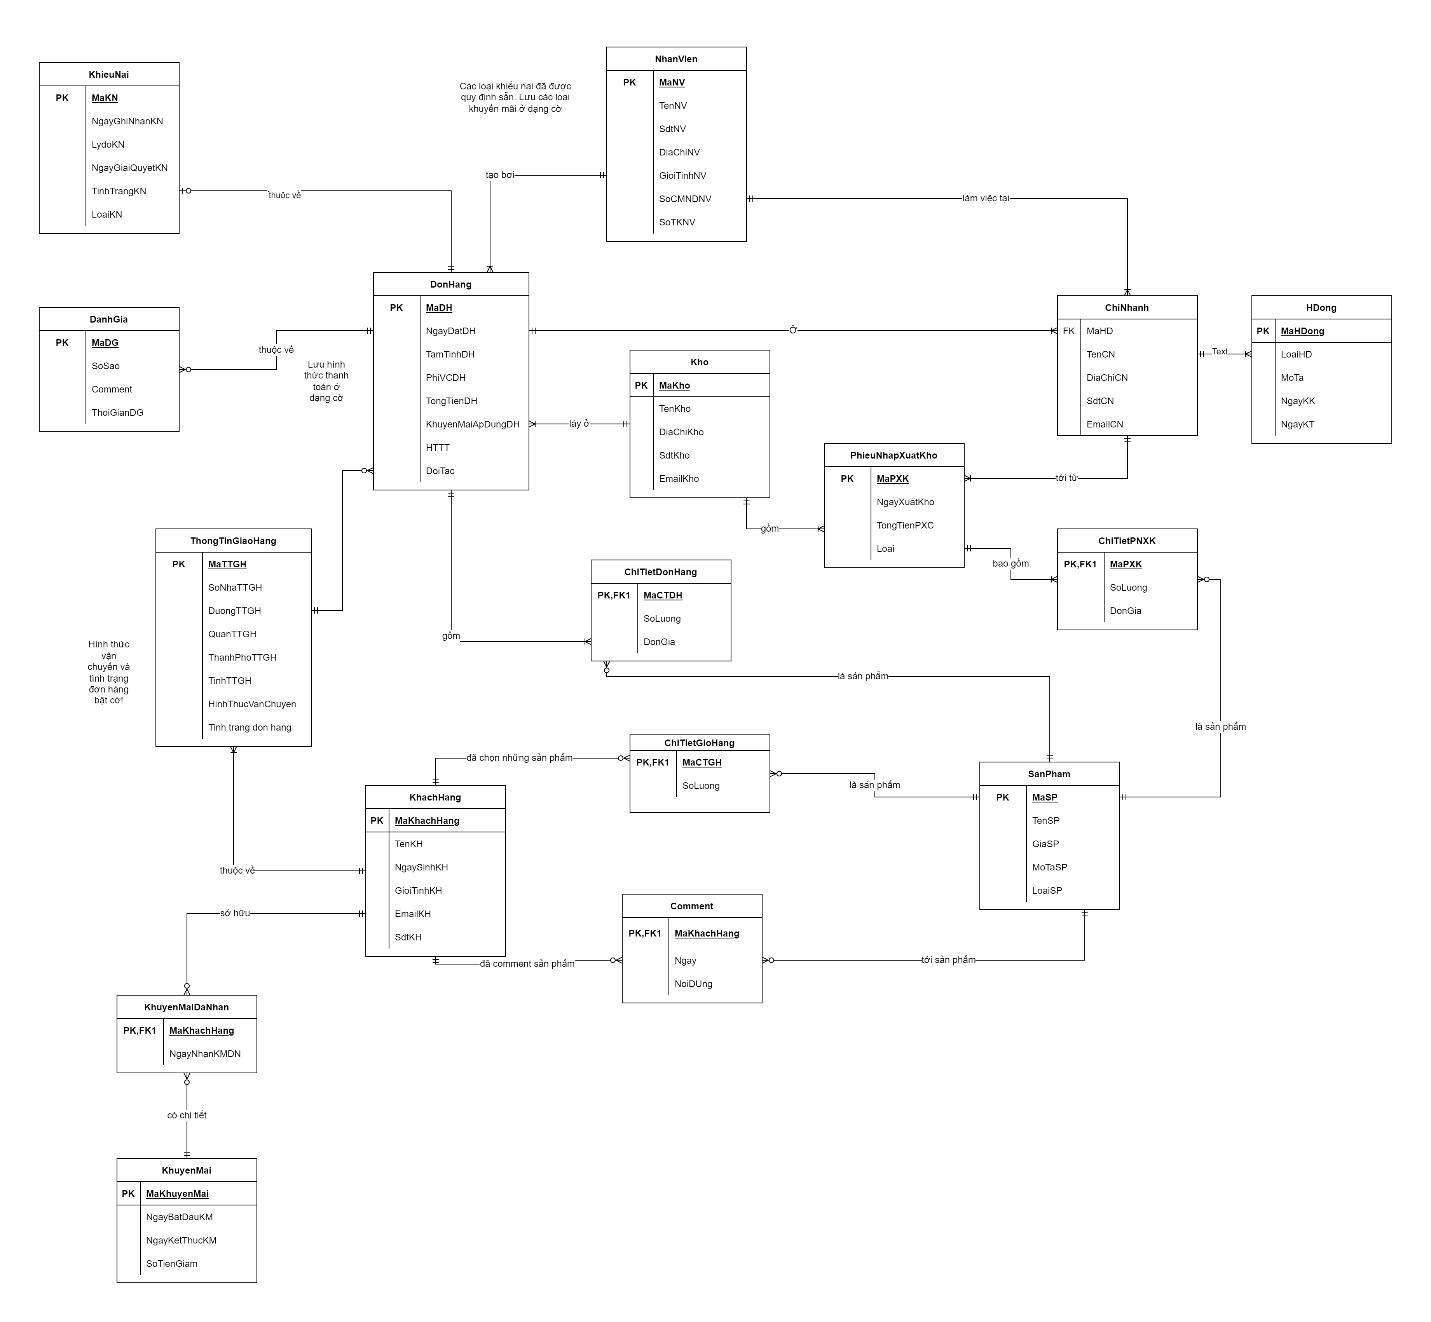 KhieuNai
PK MaKN
NgayGhiNhanKN
LydoKN
NgayGiaiQuyetKN
TinhTrangKN
LoaiKN
Các loại khiếu nại đã được
quy định sẵn. Lưu các loại
khuyến mãi ở dạng cờ
NhanVien
PK MaNV
TenNV
SdtNV
DiaChiNV
GioiTinhNV
SoCMNDNV
SoTKNV
thuộc về
tạo bởi
làm việc tại
DanhGia
PK MaDG
SoSao
Comment
ThoiGianDG
thuộc về
Lưu hình
thức thanh
toán ở
dạng cờ
DonHang
PK MaDH
NgayDatDH
TamTinhDH
PhiVCDH
TongTienDH
KhuyenMaiApDungDH
HTTT
DoiTac
Ở
ChiNhanh
FK MaHD
TenCN
DiaChiCN
SdtCN
EmailCN
Text
HDong
PK MaHDong
LoaiHD
MoTa
NgayKK
NgayKT
Kho
PK MaKho
TenKho
DiaChiKho
SdtKho
EmailKho
lấy ở
gồm
PhieuNhapXuatKho
PK MaPXK
NgayXuatKho
TongTienPXC
Loai
tới từ
bao gồm
ChiTietPNXK
PK,FK1 MaPXK
SoLuong
DonGia
ThongTinGiaoHang
PK MaTTGH
SoNhaTTGH
DuongTTGH
QuanTTGH
ThanhPhoTTGH
TinhTTGH
HinhThucVanChuyen
Tinh trang don hang
Hình thức
vận
chuyển và
tình trạng
đơn hàng
bật cờ!
ChiTietDonHang
PK,FK1 MaCTDH
SoLuong
DonGia
gồm
là sản phẩm
là sản phẩm
ChiTietGioHang
PK,FK1 MaCTGH
SoLuong
đã chọn những sản phẩm
là sản phẩm
SanPham
PK MaSP
TenSP
GiaSP
MoTaSP
LoaiSP
KhachHang
PK MaKhachHang
TenKH
NgaySinhKH
GioiTinhKH
EmailKH
SdtKH
thuộc về
sở hữu
đã comment sản phẩm
Comment
PK,FK1 MaKhachHang
Ngay
NoiDUng
tới sản phẩm
KhuyenMaiDaNhan
PK,FK1 MaKhachHang
NgayNhanKMDN
có chi tiết
KhuyenMai
PK MaKhuyenMai
NgayBatDauKM
NgayKetThucKM
SoTienGiam